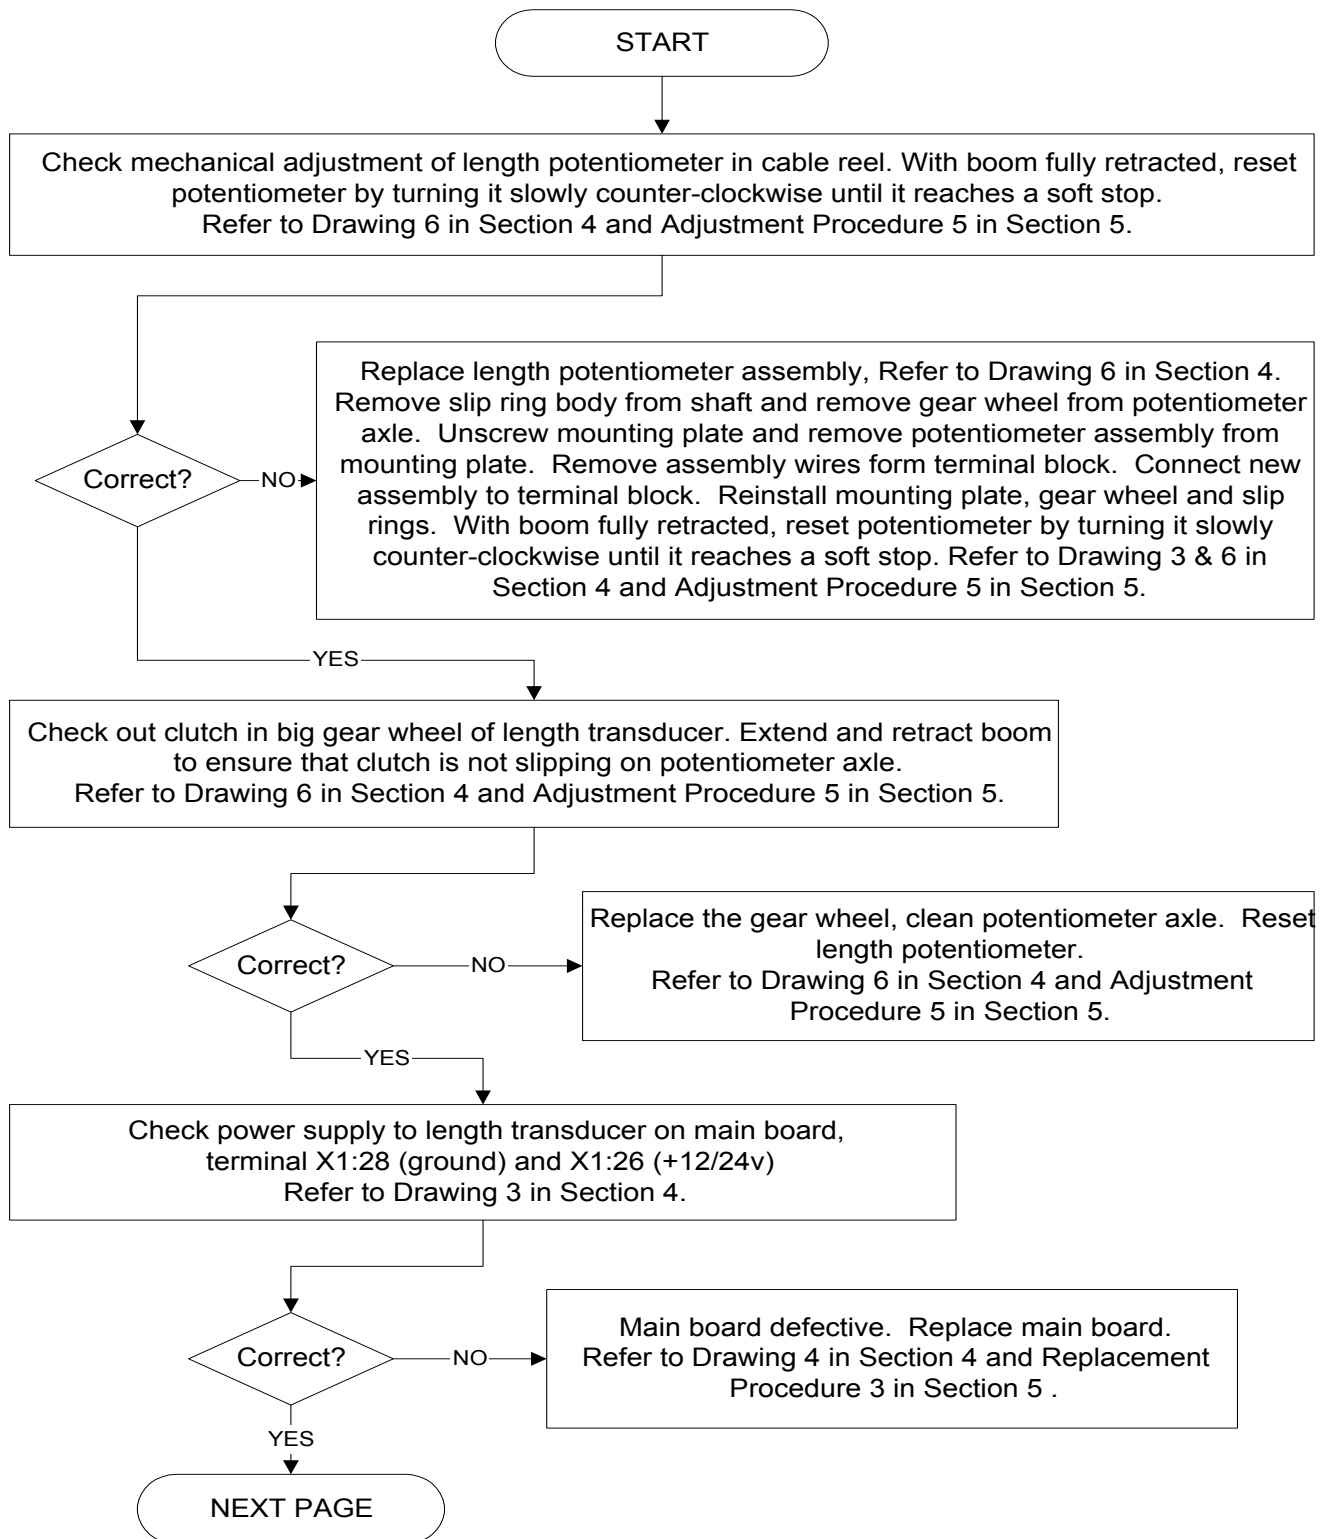 START
Check mechanical adjustment of length potentiometer in cable reel. With boom fully retracted, reset
potentiometer by turning it slowly counter-clockwise until it reaches a soft stop.
Refer to Drawing 6 in Section 4 and Adjustment Procedure 5 in Section 5.
Replace length potentiometer assembly, Refer to Drawing 6 in Section 4.
Remove slip ring body from shaft and remove gear wheel from potentiometer
axle. Unscrew mounting plate and remove potentiometer assembly from
mounting plate. Remove assembly wires form terminal block. Connect new
assembly to terminal block. Reinstall mounting plate, gear wheel and slip
rings. With boom fully retracted, reset potentiometer by turning it slowly
counter-clockwise until it reaches a soft stop. Refer to Drawing 3 & 6 in
Section 4 and Adjustment Procedure 5 in Section 5.
Correct?
NO
YES
Check out clutch in big gear wheel of length transducer. Extend and retract boom
to ensure that clutch is not slipping on potentiometer axle.
Refer to Drawing 6 in Section 4 and Adjustment Procedure 5 in Section 5.
Correct?
NO
Replace the gear wheel, clean potentiometer axle. Reset
length potentiometer.
Refer to Drawing 6 in Section 4 and Adjustment
Procedure 5 in Section 5.
YES
Check power supply to length transducer on main board,
terminal X1:28 (ground) and X1:26 (+12/24v)
Refer to Drawing 3 in Section 4.
Correct?
NO
Main board defective. Replace main board.
Refer to Drawing 4 in Section 4 and Replacement
Procedure 3 in Section 5 .
YES
NEXT PAGE